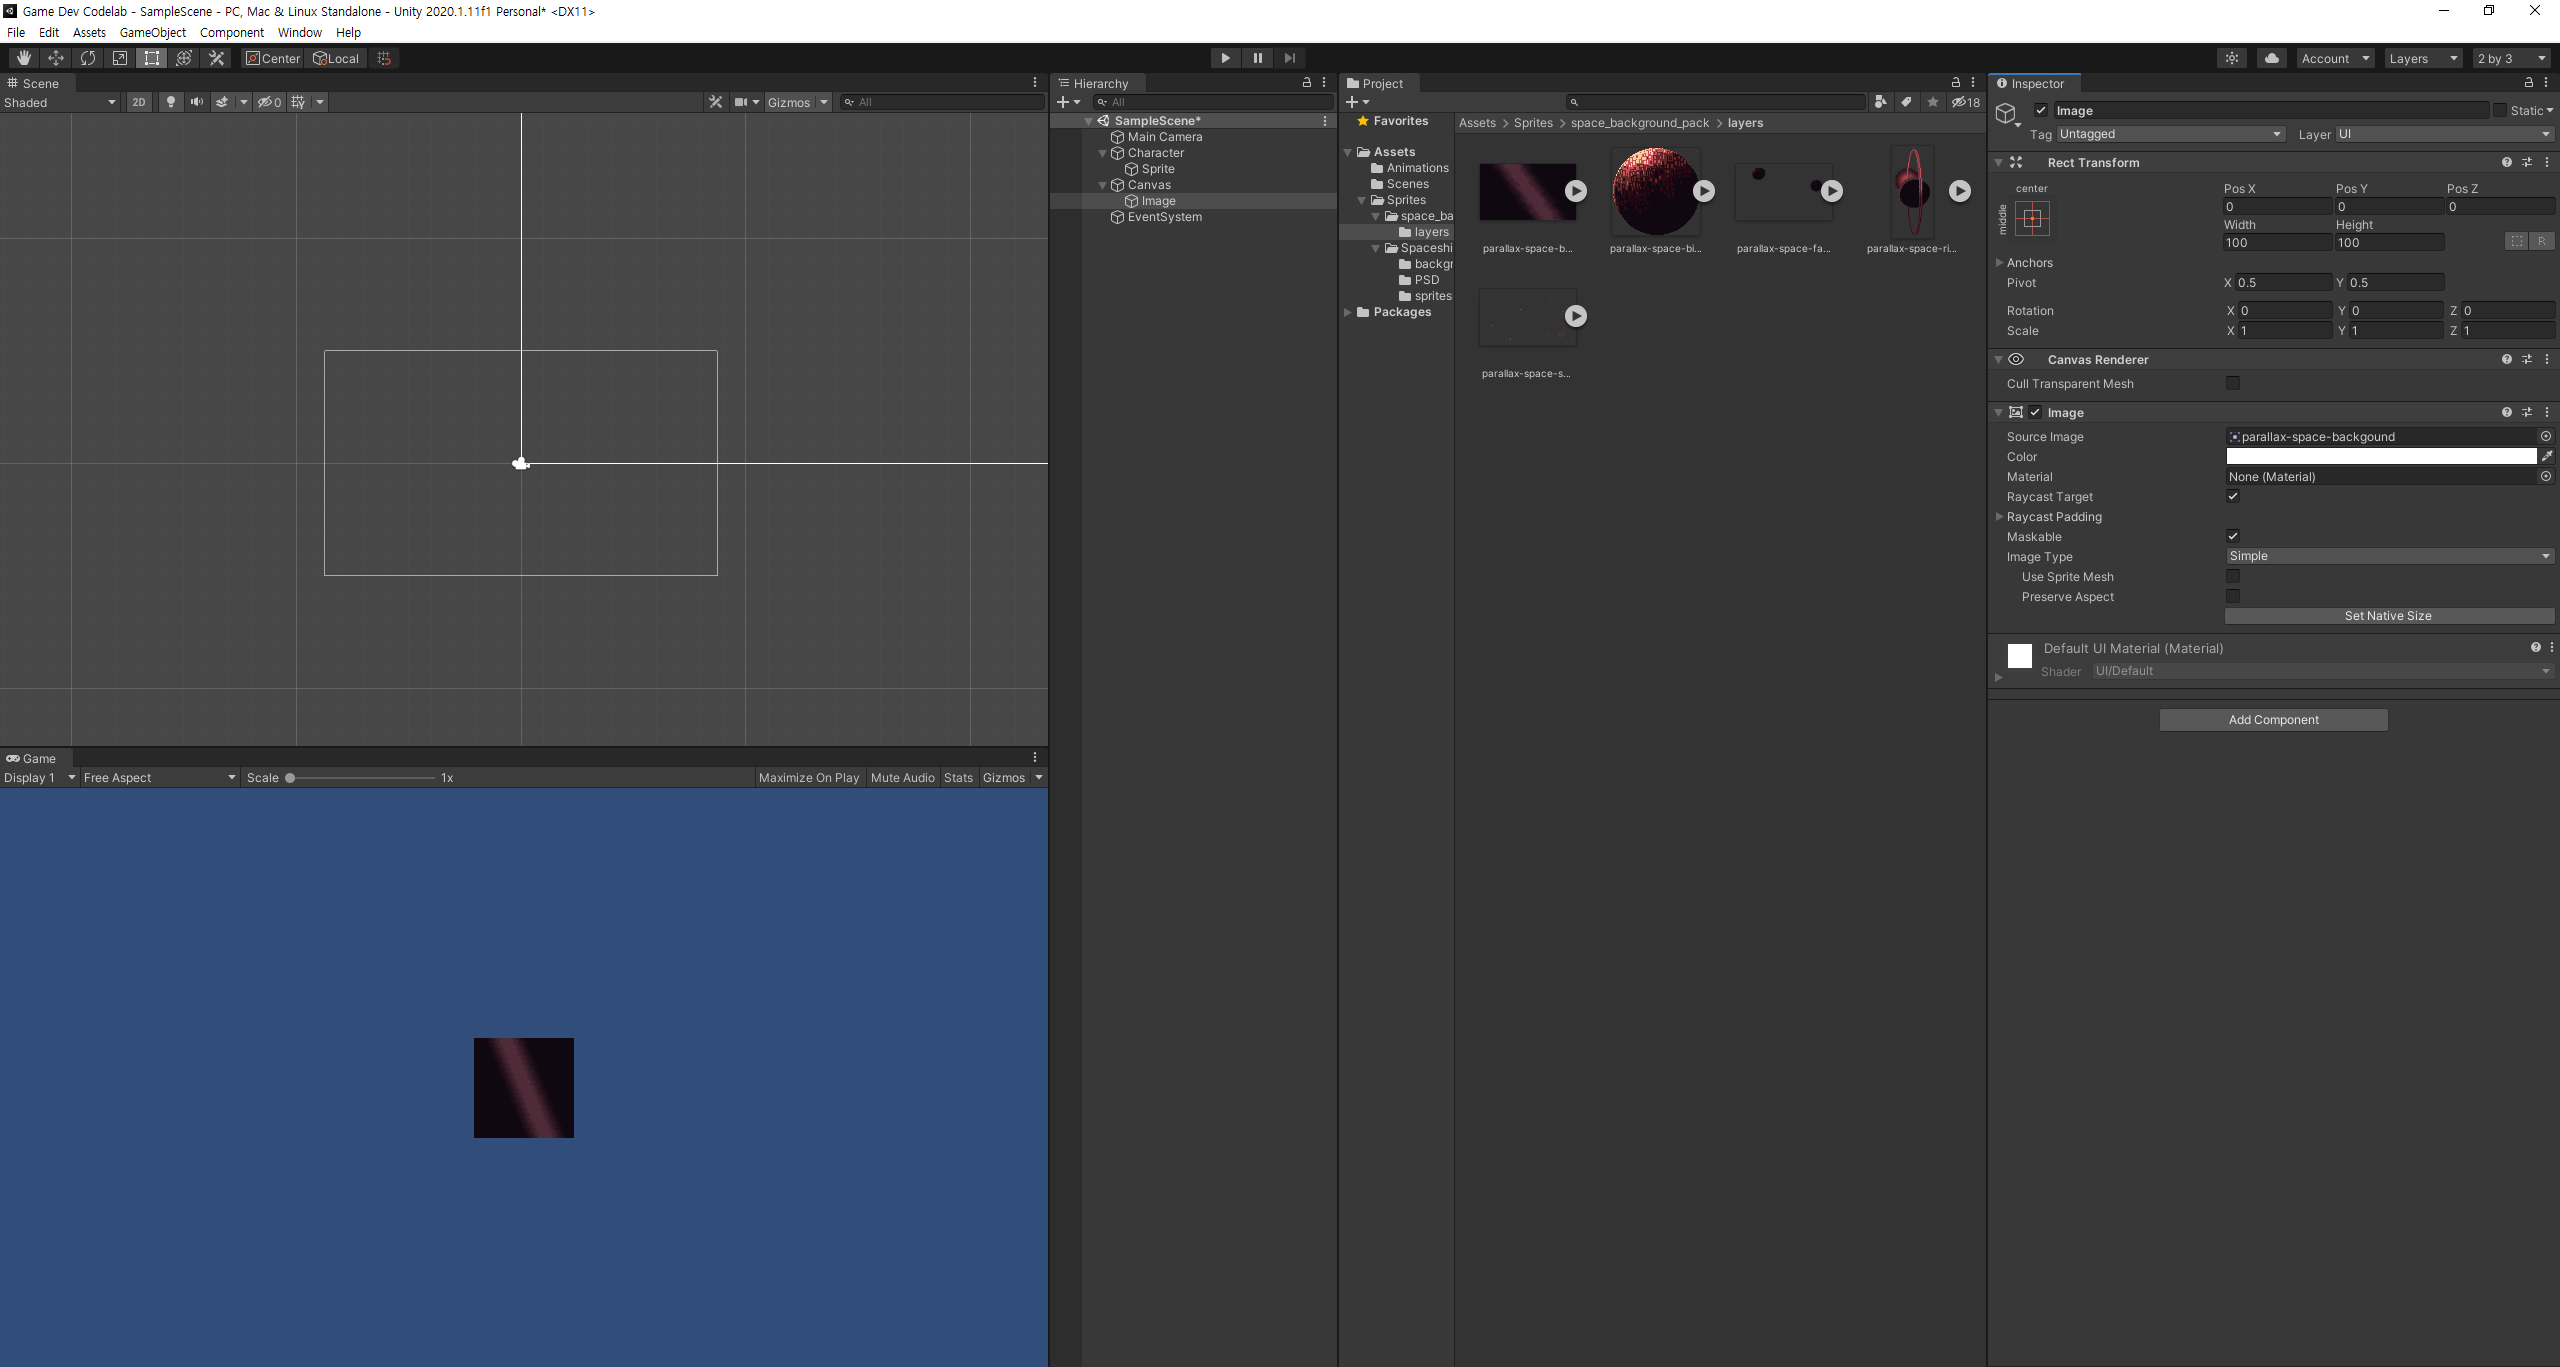 Game Dev Codelab - SampleScene - PC, Mac & Linux Standalone - Unity 2020.1.11f1 Personal* <DX11>
File Edit Assets GameObject Component Window Help
Center Local
Account Layers 2 by 3
Scene
Shaded 2D 0 Gizmos All
Hierarchy
All
SampleScene*
Main Camera
Character
Sprite
Canvas
Image
EventSystem
Project
18
Favorites
Assets
Animations
Scenes
Sprites
space_ba
layers
Spaceshi
backgr
PSD
sprites
Packages
Assets > Sprites > space_background_pack > layers
parallax-space-b...
parallax-space-bi...
parallax-space-fa...
parallax-space-ri...
parallax-space-s...
Inspector
Image Static
Tag Untagged Layer UI
Rect Transform
center
middle
Pos X Pos Y Pos Z
0 0 0
Width Height
100 100
R
Anchors
Pivot X 0.5 Y 0.5
Rotation X 0 Y 0 Z 0
Scale X 1 Y 1 Z 1
Canvas Renderer
Cull Transparent Mesh
Image
Source Image parallax-space-backgound
Color
Material None (Material)
Raycast Target
Raycast Padding
Maskable
Image Type Simple
Use Sprite Mesh
Preserve Aspect
Set Native Size
Default UI Material (Material)
Shader UI/Default
Add Component
Game
Display 1 Free Aspect Scale 1x Maximize On Play Mute Audio Stats Gizmos